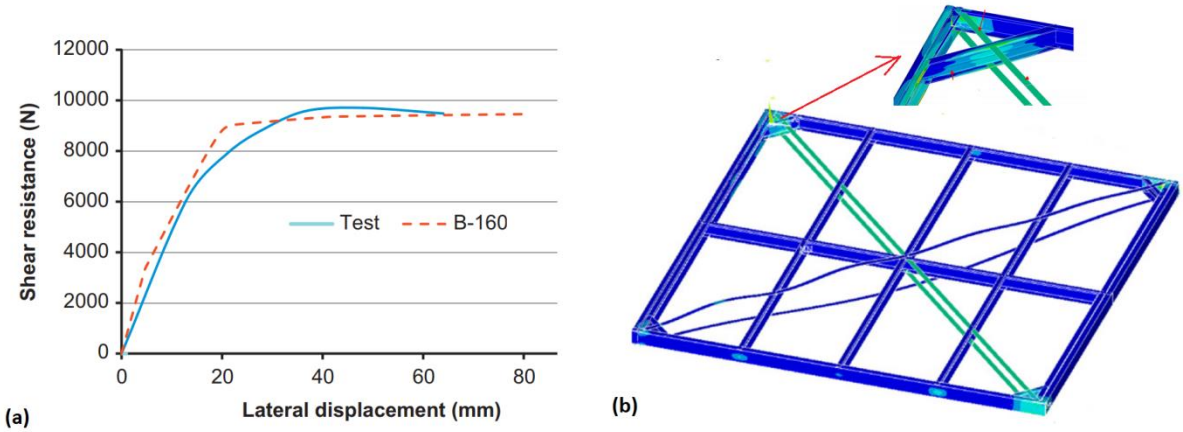 12000
10000
8000
6000
4000
2000
0
Shear resistance (N)
Test B-160
0 20 40 60 80
Lateral displacement (mm)
(a)
(b)